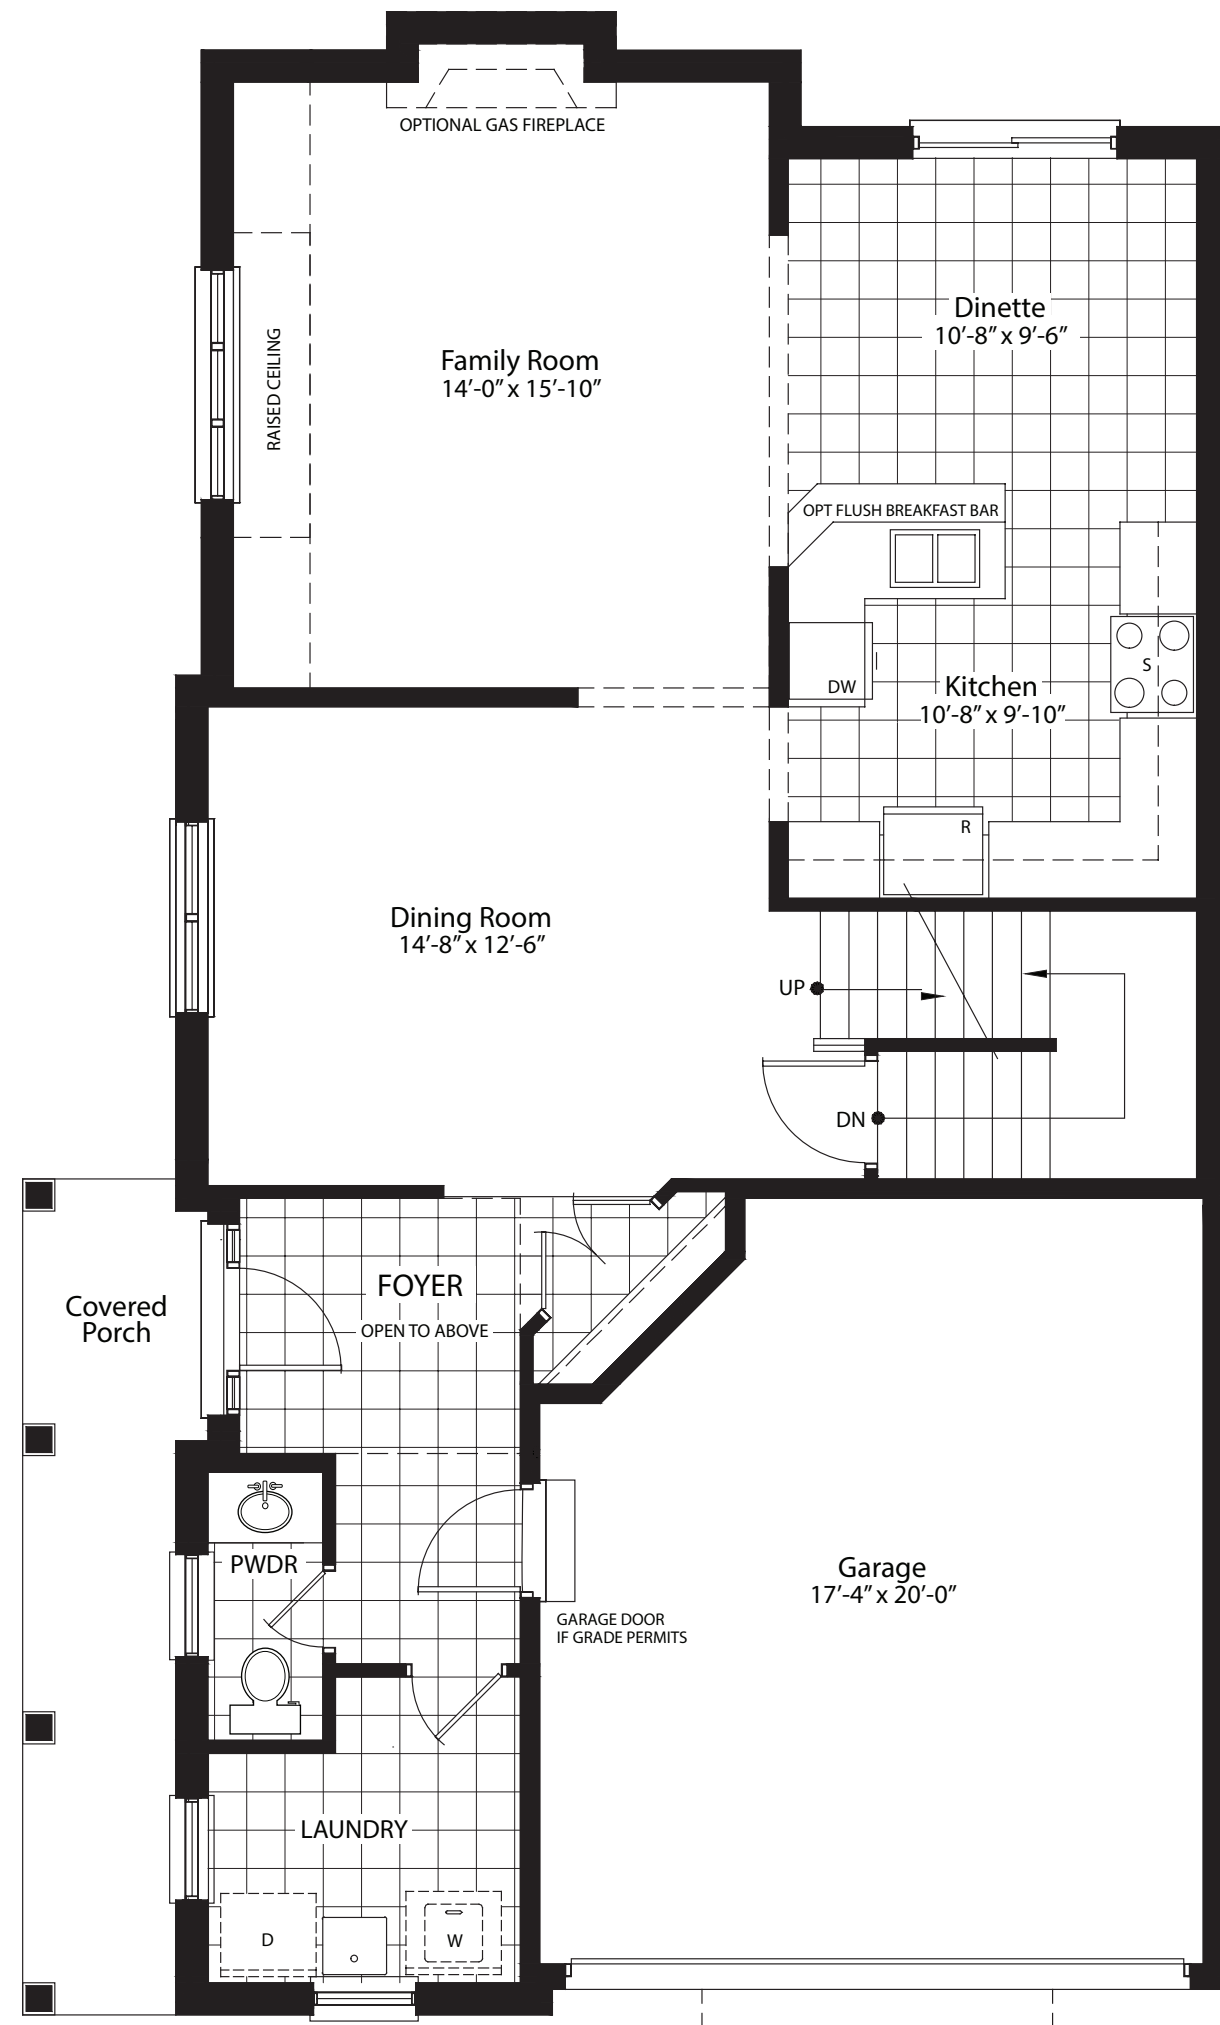 OPTIONAL GAS FIREPLACE
Dinette
10'-8" x 9'-6"
RAISED CEILING
Family Room
14'-0" x 15'-10"
OPT FLUSH BREAKFAST BAR
S
DW
Kitchen
10'-8" x 9'-10"
R
Dining Room
14'-8" x 12'-6"
UP
DN
FOYER
OPEN TO ABOVE
Covered
Porch
PWDR
Garage
17'-4" x 20'-0"
GARAGE DOOR
IF GRADE PERMITS
LAUNDRY
D
W